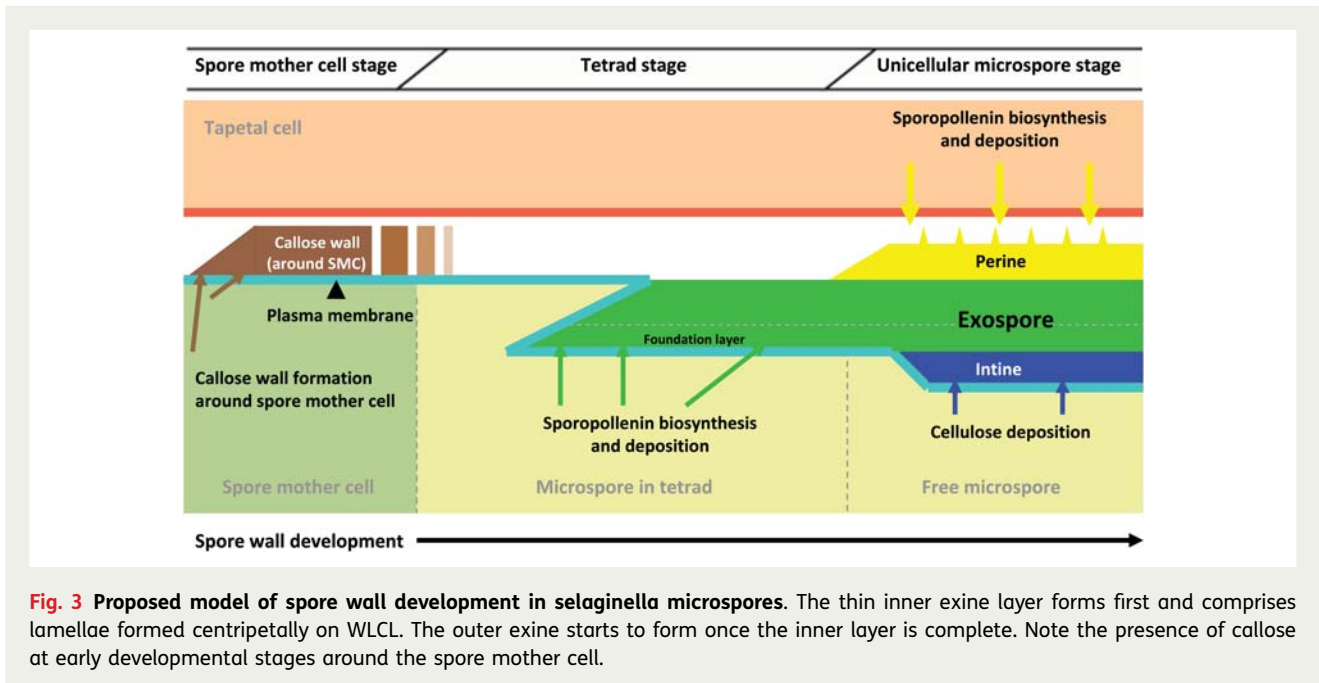 Spore mother cell stage
Tetrad stage
Unicellular microspore stage
Tapetal cell
Sporopollenin biosynthesis
and deposition
Callose wall
(around SMC)
Perine
Plasma membrane
Exospore
Foundation layer
Intine
Callose wall formation
around spore mother cell
Sporopollenin biosynthesis
and deposition
Cellulose deposition
Spore mother cell
Microspore in tetrad
Free microspore
Spore wall development
Fig. 3 Proposed model of spore wall development in selaginella microspores. The thin inner exine layer forms first and comprises
lamellae formed centripetally on WLCL. The outer exine starts to form once the inner layer is complete. Note the presence of callose
at early developmental stages around the spore mother cell.